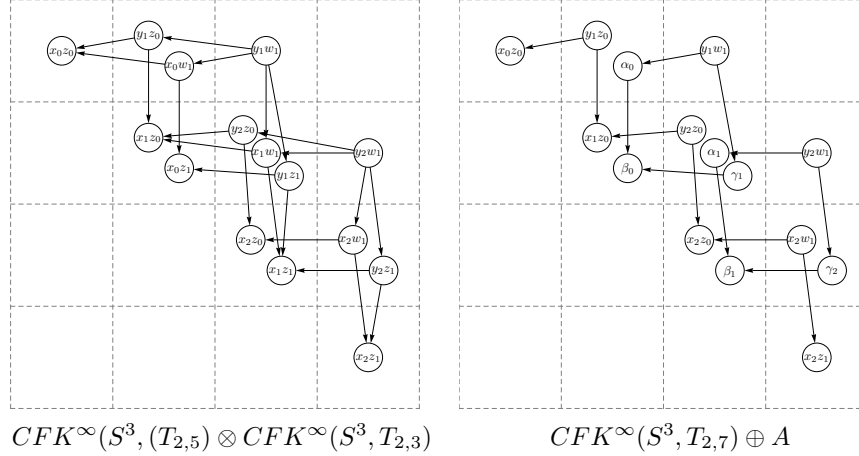 y₁z₀ y₁z₀
x₀z₀ y₁w₁ x₀z₀ y₁w₁
x₀w₁ α₀
y₂z₀ y₂z₀
x₁z₀ x₁z₀
x₁w₁ y₂w₁ α₁ y₂w₁
x₀z₁ y₁z₁ β₀ γ₁
x₂z₀ x₂w₁ x₂z₀ x₂w₁
x₁z₁ y₂z₁ β₁ γ₂
x₂z₁ x₂z₁
CFK^∞(S³, (T₂,₅) ⊗ CFK^∞(S³, T₂,₃) CFK^∞(S³, T₂,₇) ⊕ A